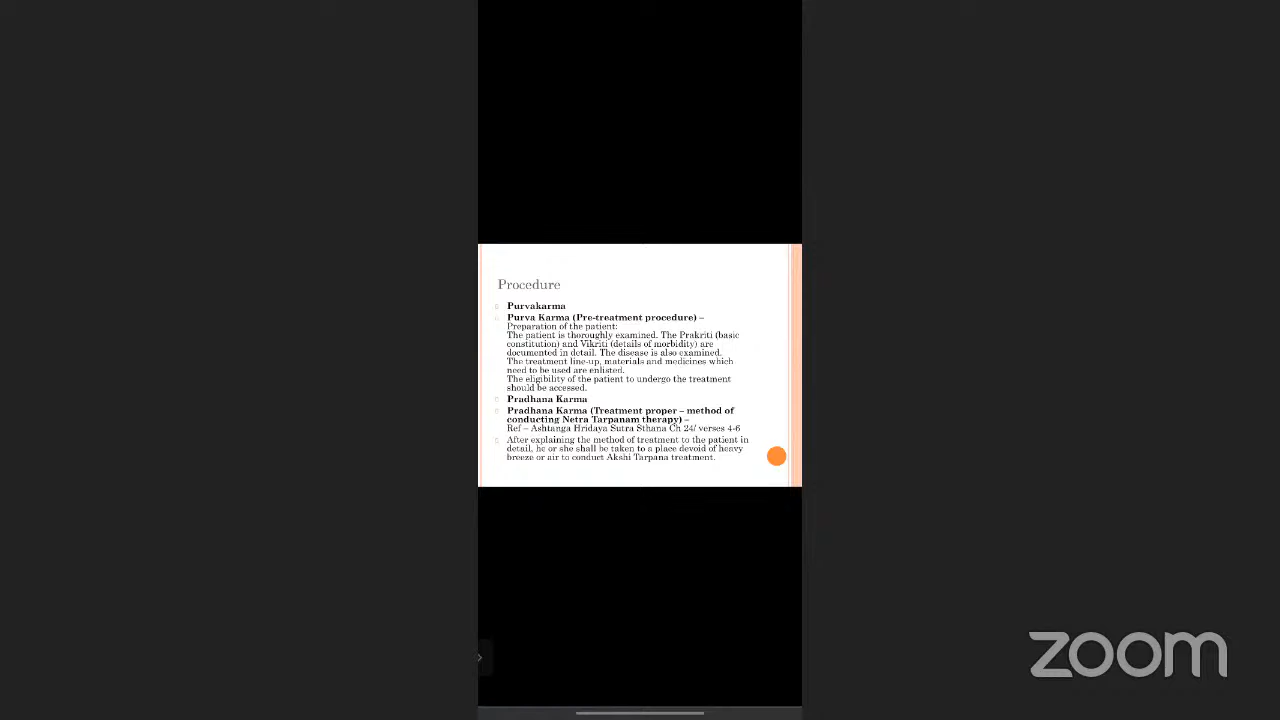 Procedure
Purvakarma
Purva Karma (Pre-treatment procedure) –
Preparation of the patient:
The patient is thoroughly examined. The Prakriti (basic
constitution) and Vikriti (details of morbidity) are
documented in detail. The disease is also examined.
The treatment line-up, materials and medicines which
need to be used are enlisted.
The eligibility of the patient to undergo the treatment
should be accessed.
Pradhana Karma
Pradhana Karma (Treatment proper – method of
conducting Netra Tarpanam therapy) –
Ref – Ashtanga Hridaya Sutra Sthana Ch 24/ verses 4-6
After explaining the method of treatment to the patient in
detail, he or she shall be taken to a place devoid of heavy
breeze or air to conduct Akshi Tarpana treatment.
zoom